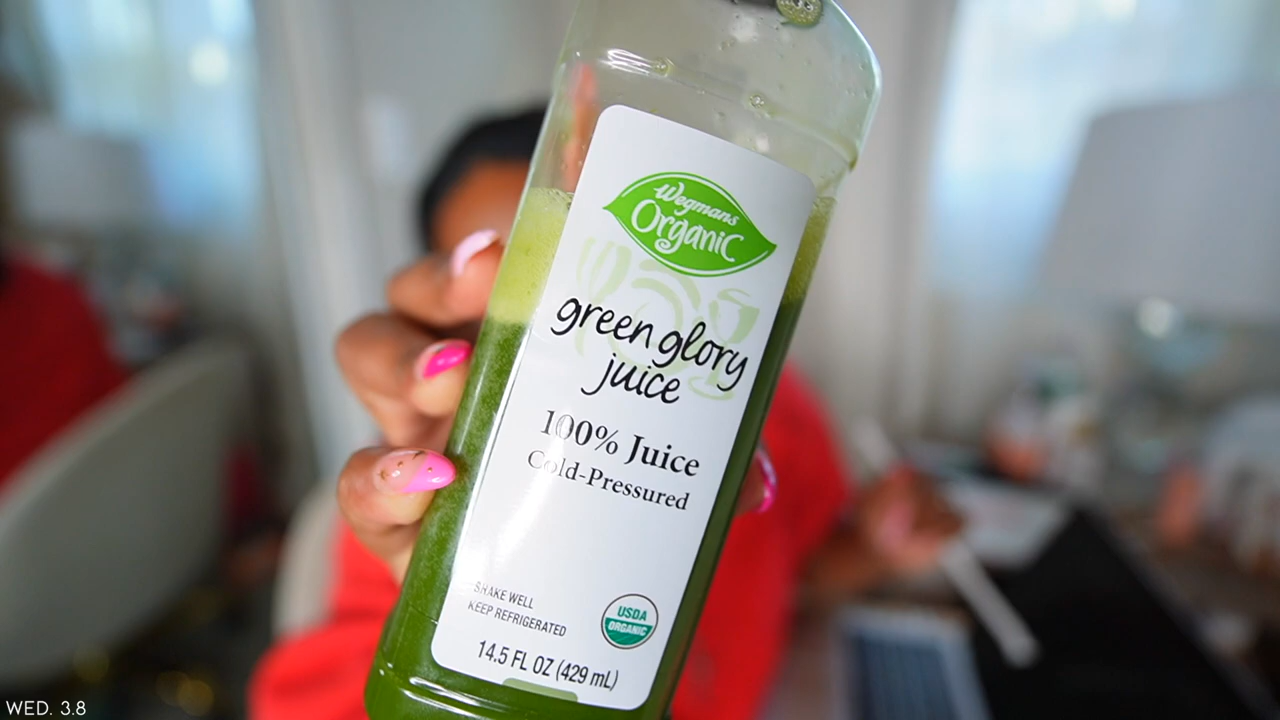 Wegmans
Organic
green glory
juice
100% Juice
Cold-Pressured
SHAKE WELL
KEEP REFRIGERATED
USDA
ORGANIC
14.5 FL OZ (429 mL)
WED. 3.8